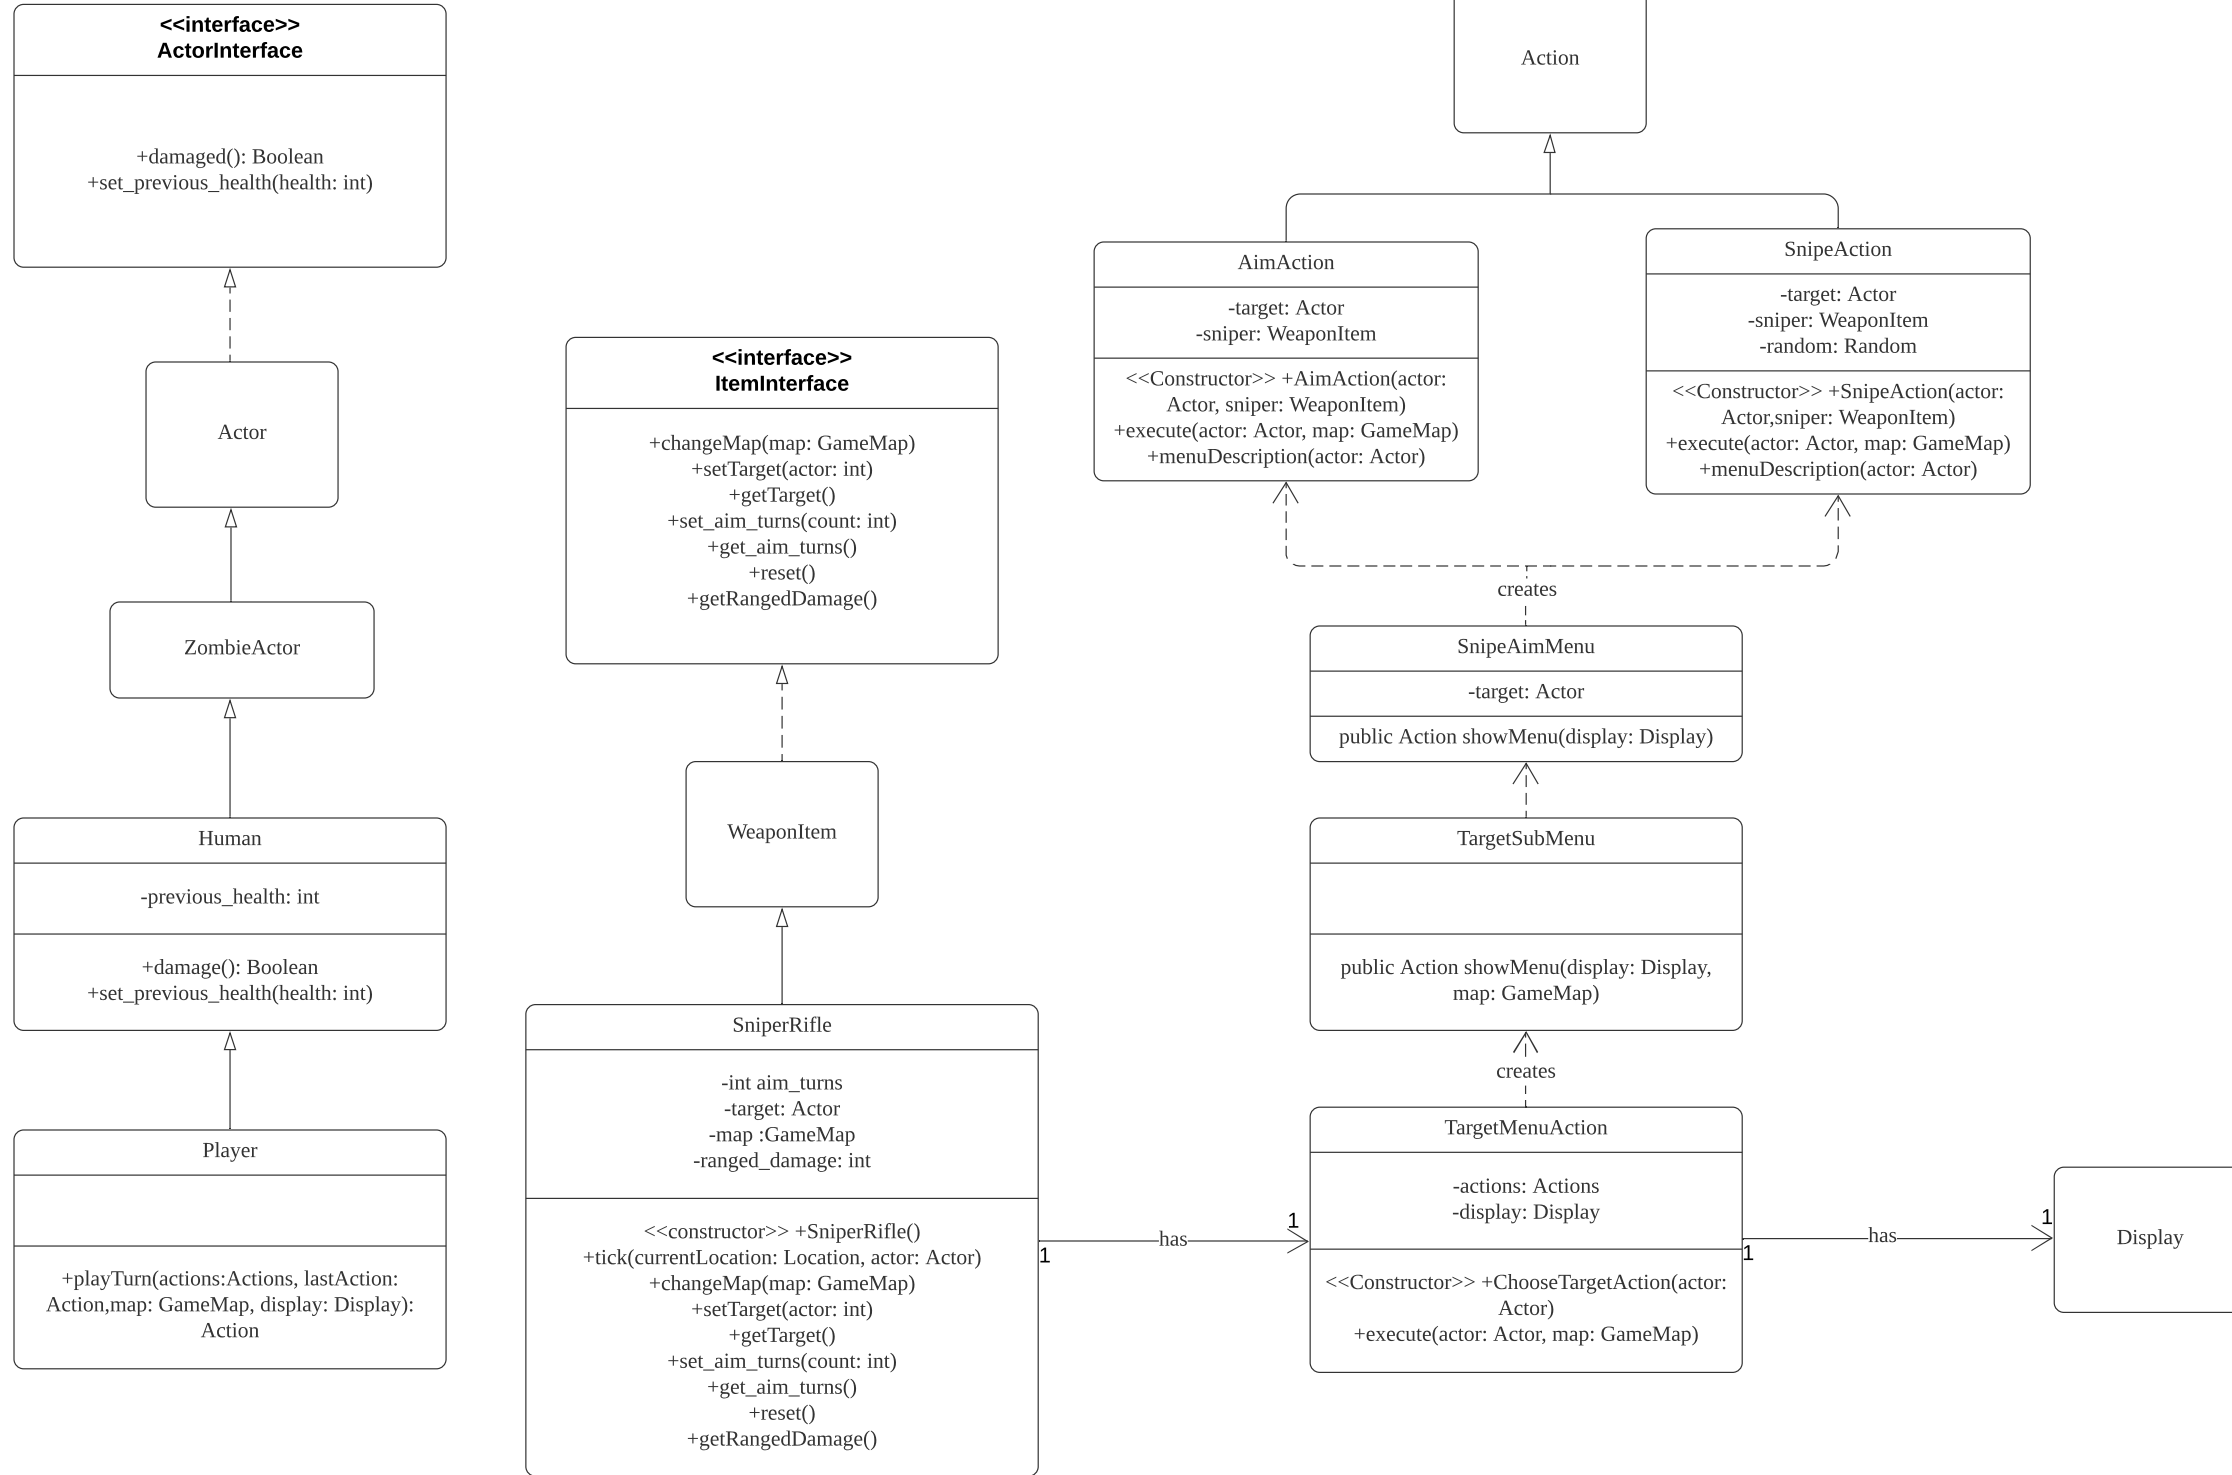 <<interface>>
ActorInterface
+damaged(): Boolean
+set_previous_health(health: int)
Actor
ZombieActor
Human
-previous_health: int
+damage(): Boolean
+set_previous_health(health: int)
Player
+playTurn(actions:Actions, lastAction:
Action,map: GameMap, display: Display):
Action
<<interface>>
ItemInterface
+changeMap(map: GameMap)
+setTarget(actor: int)
+getTarget()
+set_aim_turns(count: int)
+get_aim_turns()
+reset()
+getRangedDamage()
WeaponItem
SniperRifle
-int aim_turns
-target: Actor
-map :GameMap
-ranged_damage: int
<<constructor>> +SniperRifle()
+tick(currentLocation: Location, actor: Actor)
+changeMap(map: GameMap)
+setTarget(actor: int)
+getTarget()
+set_aim_turns(count: int)
+get_aim_turns()
+reset()
+getRangedDamage()
1
has
1
Action
AimAction
-target: Actor
-sniper: WeaponItem
<<Constructor>> +AimAction(actor:
Actor, sniper: WeaponItem)
+execute(actor: Actor, map: GameMap)
+menuDescription(actor: Actor)
SnipeAction
-target: Actor
-sniper: WeaponItem
-random: Random
<<Constructor>> +SnipeAction(actor:
Actor,sniper: WeaponItem)
+execute(actor: Actor, map: GameMap)
+menuDescription(actor: Actor)
creates
SnipeAimMenu
-target: Actor
public Action showMenu(display: Display)
TargetSubMenu
public Action showMenu(display: Display,
map: GameMap)
creates
TargetMenuAction
-actions: Actions
-display: Display
<<Constructor>> +ChooseTargetAction(actor:
Actor)
+execute(actor: Actor, map: GameMap)
1
has
1
Display